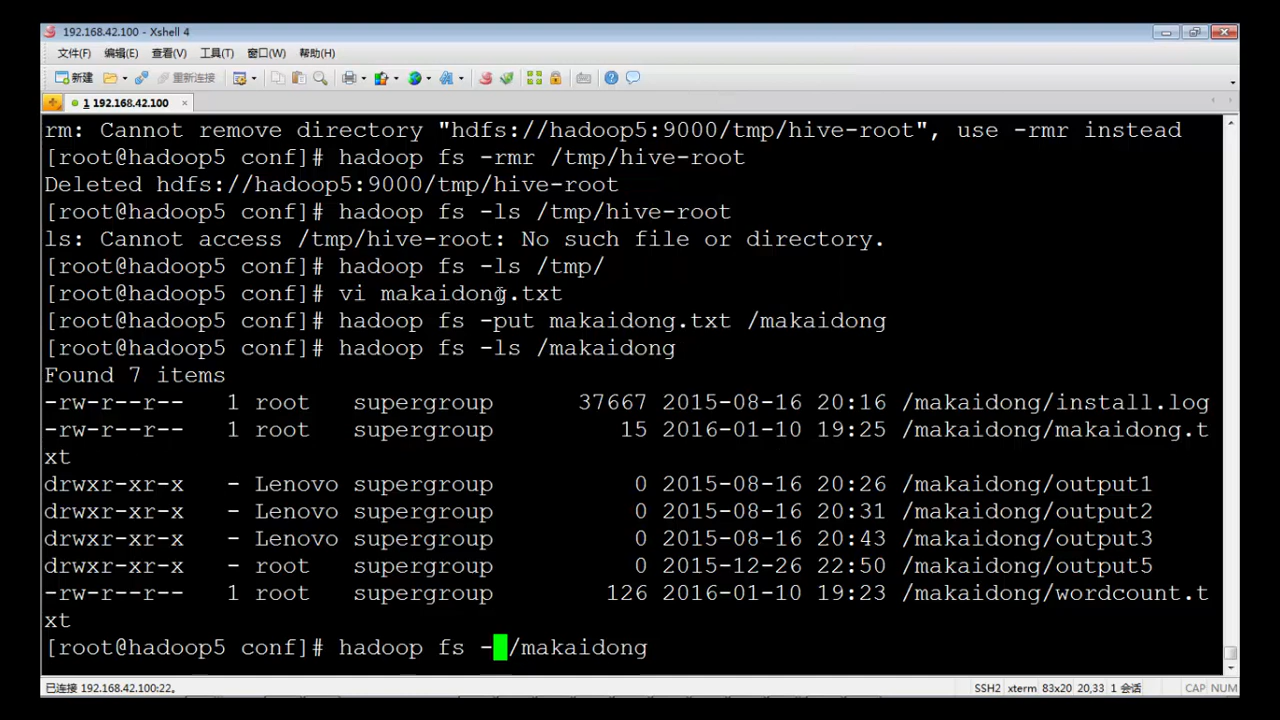 192.168.42.100 - Xshell 4
文件(F) 编辑(E) 查看(V) 工具(T) 窗口(W) 帮助(H)
新建 重新连接
1 192.168.42.100
rm: Cannot remove directory "hdfs://hadoop5:9000/tmp/hive-root", use -rmr instead
[root@hadoop5 conf]# hadoop fs -rmr /tmp/hive-root
Deleted hdfs://hadoop5:9000/tmp/hive-root
[root@hadoop5 conf]# hadoop fs -ls /tmp/hive-root
ls: Cannot access /tmp/hive-root: No such file or directory.
[root@hadoop5 conf]# hadoop fs -ls /tmp/
[root@hadoop5 conf]# vi makaidong.txt
[root@hadoop5 conf]# hadoop fs -put makaidong.txt /makaidong
[root@hadoop5 conf]# hadoop fs -ls /makaidong
Found 7 items
-rw-r--r--   1 root   supergroup      37667 2015-08-16 20:16 /makaidong/install.log
-rw-r--r--   1 root   supergroup         15 2016-01-10 19:25 /makaidong/makaidong.t
xt
drwxr-xr-x   - Lenovo supergroup          0 2015-08-16 20:26 /makaidong/output1
drwxr-xr-x   - Lenovo supergroup          0 2015-08-16 20:31 /makaidong/output2
drwxr-xr-x   - Lenovo supergroup          0 2015-08-16 20:43 /makaidong/output3
drwxr-xr-x   - root   supergroup          0 2015-12-26 22:50 /makaidong/output5
-rw-r--r--   1 root   supergroup        126 2016-01-10 19:23 /makaidong/wordcount.t
xt
[root@hadoop5 conf]# hadoop fs - /makaidong
已连接 192.168.42.100:22。 SSH2 xterm 83x20 20,33 1 会话 CAP NUM